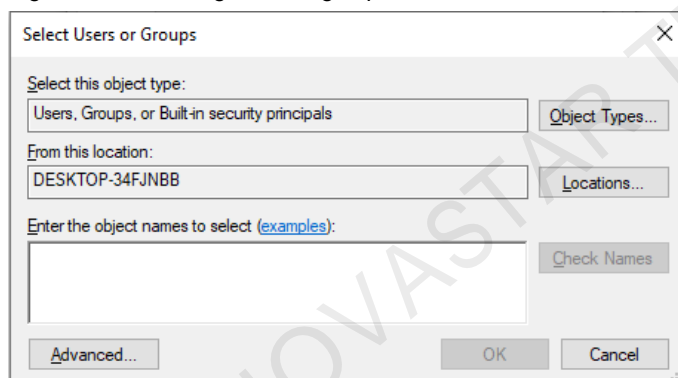 Select Users or Groups
Select this object type:
Users, Groups, or Built-in security principals
Object Types...
From this location:
DESKTOP-34FJNBB
Locations...
Enter the object names to select (examples):
Check Names
Advanced...
OK
Cancel
NOVASTAR